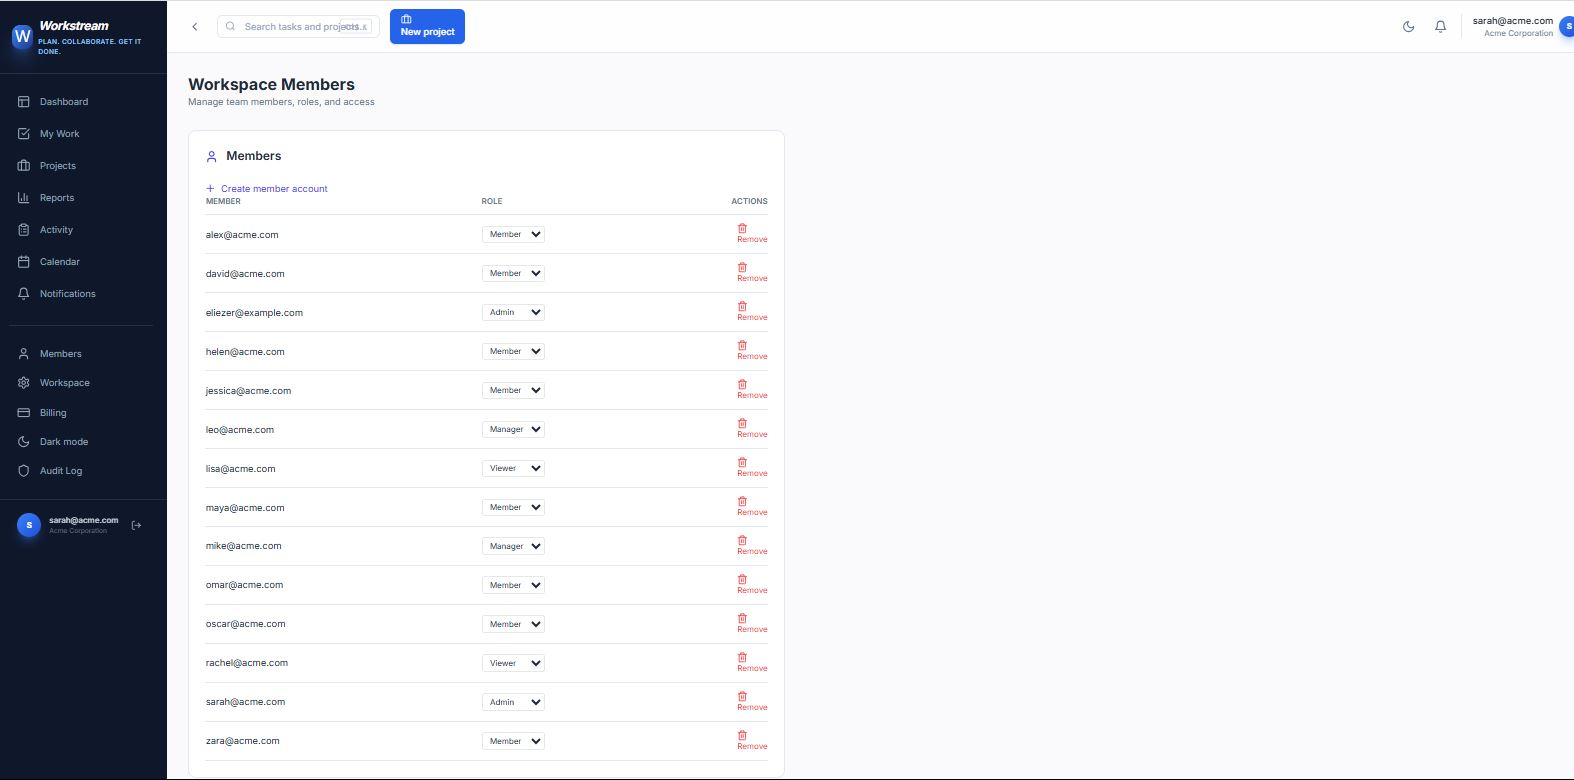 Workstream
PLAN. COLLABORATE. GET IT
DONE.
Dashboard
My Work
Projects
Reports
Activity
Calendar
Notifications
Members
Workspace
Billing
Dark mode
Audit Log
S
sarah@acme.com
Acme Corporation
Search tasks and projects...
New project
sarah@acme.com
Acme Corporation
S
Workspace Members
Manage team members, roles, and access
Members
+ Create member account
MEMBER ROLE ACTIONS
alex@acme.com Member Remove
david@acme.com Member Remove
eliezer@example.com Admin Remove
helen@acme.com Member Remove
jessica@acme.com Member Remove
leo@acme.com Manager Remove
lisa@acme.com Viewer Remove
maya@acme.com Member Remove
mike@acme.com Manager Remove
omar@acme.com Member Remove
oscar@acme.com Member Remove
rachel@acme.com Viewer Remove
sarah@acme.com Admin Remove
zara@acme.com Member Remove